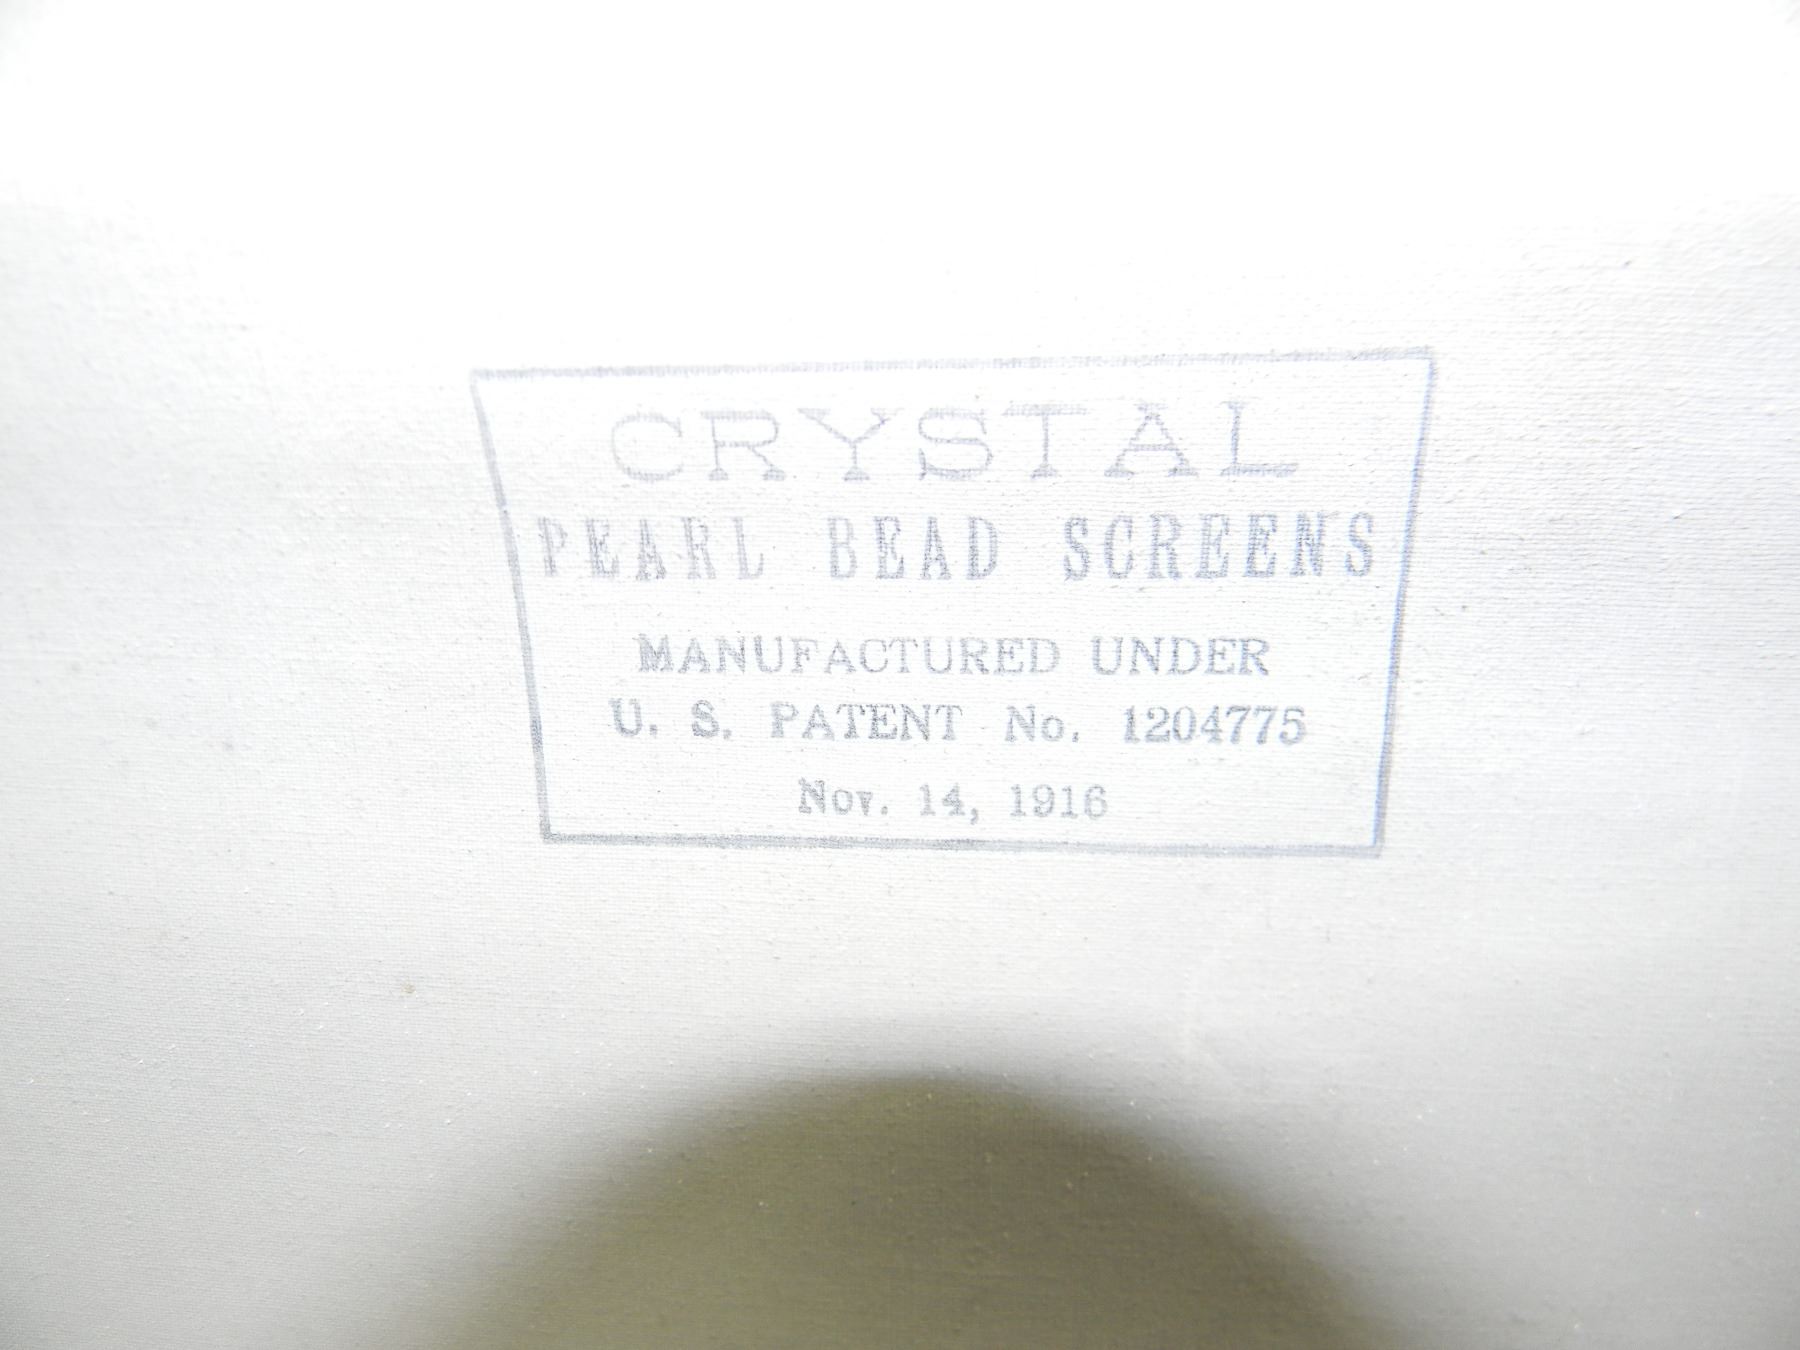 CRYSTAL
PEARL BEAD SCREENS
MANUFACTURED UNDER
U. S. PATENT No. 1204775
Nov. 14, 1916